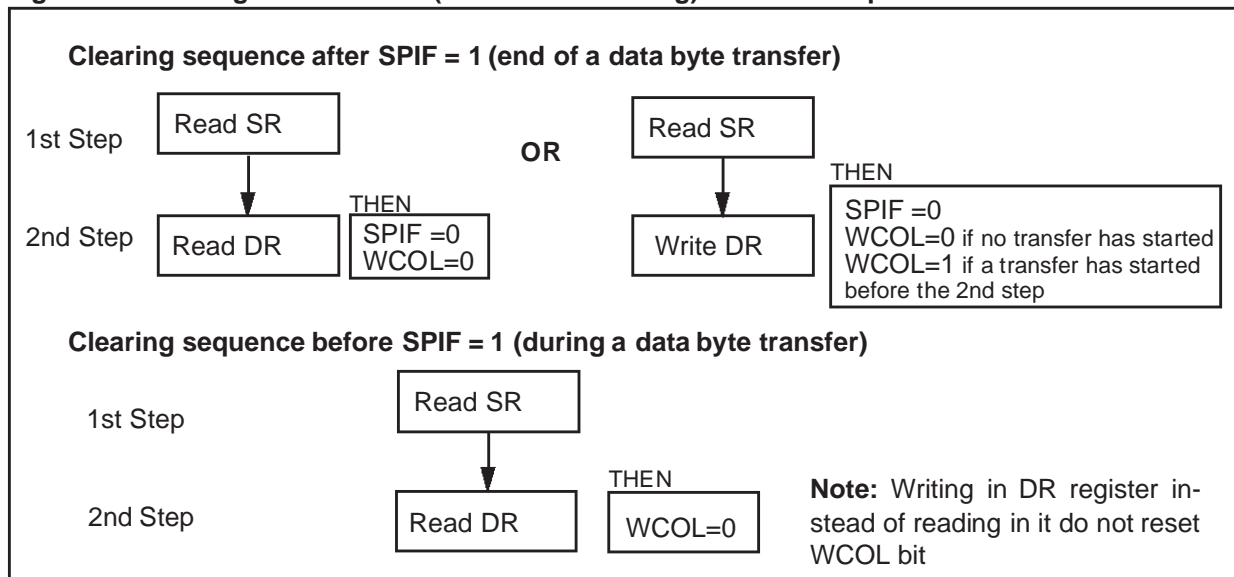 Clearing sequence after SPIF = 1 (end of a data byte transfer)
1st Step
Read SR
OR
Read SR
THEN
THEN
2nd Step
Read DR
SPIF =0
WCOL=0
Write DR
SPIF =0
WCOL=0 if no transfer has started
WCOL=1 if a transfer has started
before the 2nd step
Clearing sequence before SPIF = 1 (during a data byte transfer)
1st Step
Read SR
THEN
2nd Step
Read DR
WCOL=0
Note: Writing in DR register in-
stead of reading in it do not reset
WCOL bit